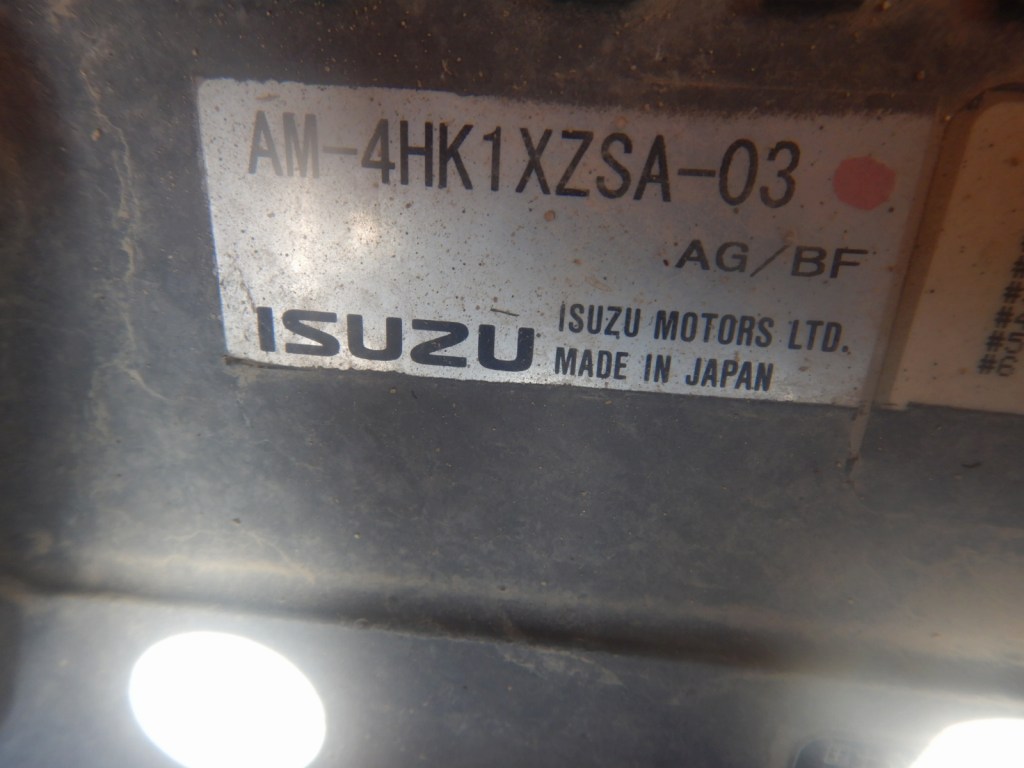 AM-4HK1XZSA-03
AG/BF
ISUZU
ISUZU MOTORS LTD.
MADE IN JAPAN